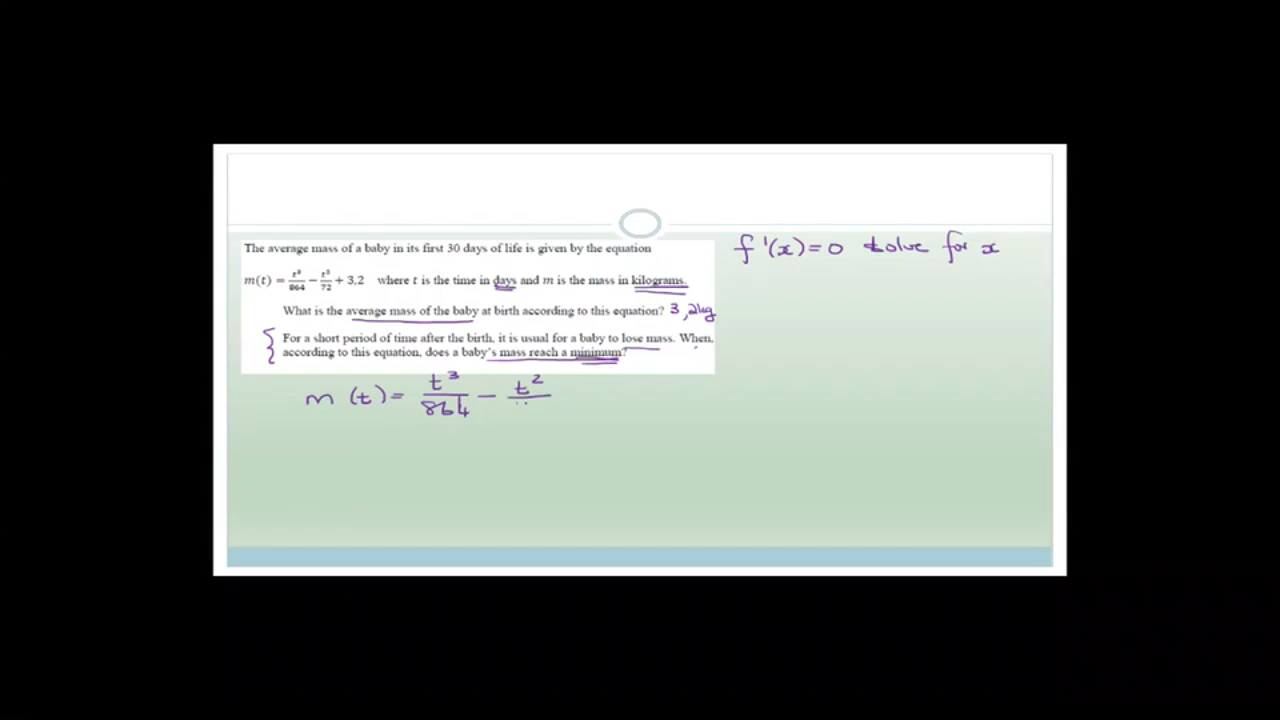 The average mass of a baby in its first 30 days of life is given by the equation
f'(x)=0 solve for x
m(t) = t³/864 − t²/72 + 3,2 where t is the time in days and m is the mass in kilograms.
What is the average mass of the baby at birth according to this equation? 3,2kg
For a short period of time after the birth, it is usual for a baby to lose mass. When,
according to this equation, does a baby's mass reach a minimum?
m (t) = t³/864 − t²